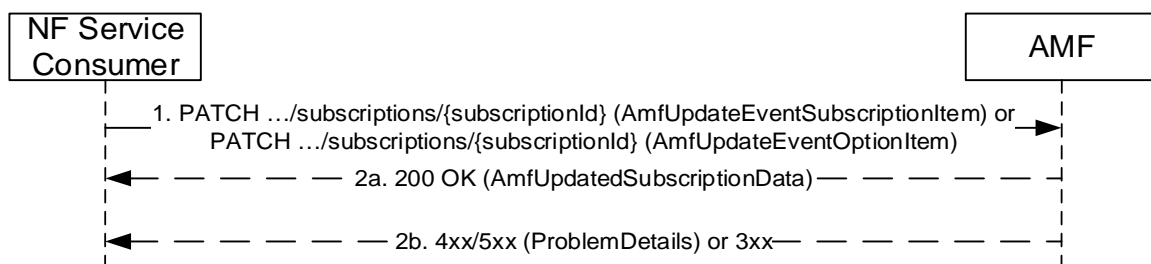 NF Service
Consumer
AMF
1. PATCH …/subscriptions/{subscriptionId} (AmfUpdateEventSubscriptionItem) or
PATCH …/subscriptions/{subscriptionId} (AmfUpdateEventOptionItem)
2a. 200 OK (AmfUpdatedSubscriptionData)
2b. 4xx/5xx (ProblemDetails) or 3xx